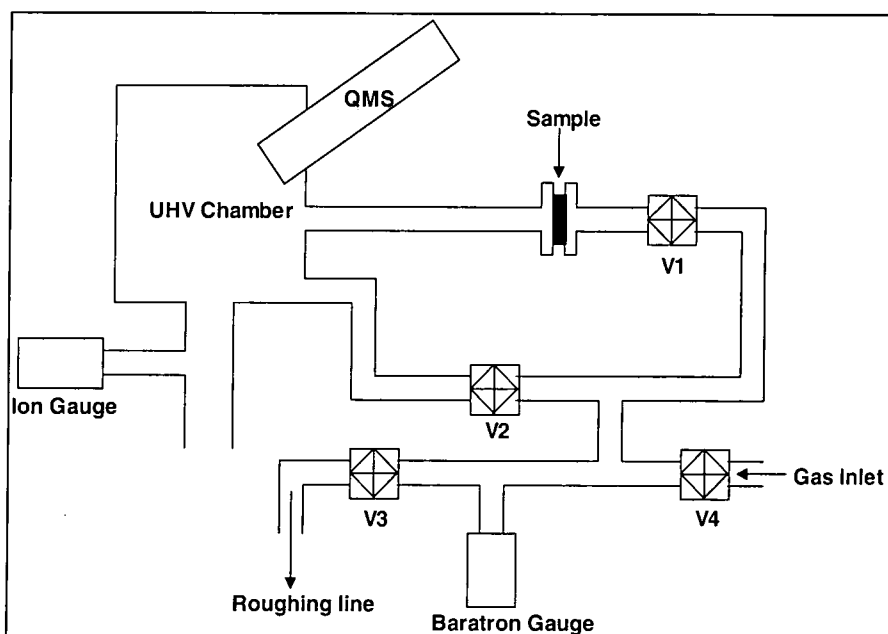 QMS
Sample
UHV Chamber
V1
Ion Gauge
V2
Gas Inlet
V3
V4
Roughing line
Baratron Gauge